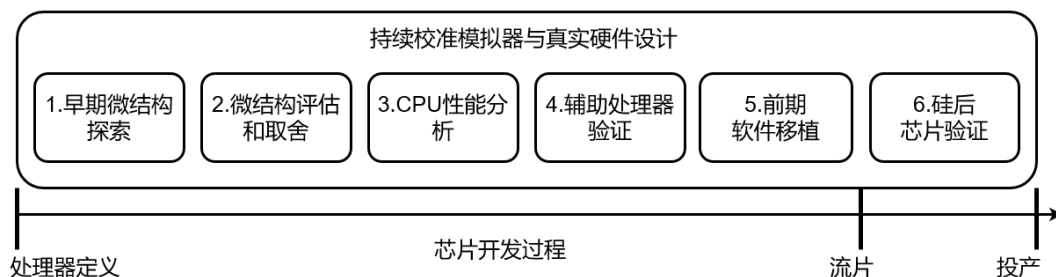 持续校准模拟器与真实硬件设计
1.早期微结构
探索
2.微结构评估
和取舍
3.CPU性能分
析
4.辅助处理器
验证
5.前期
软件移植
6.硅后
芯片验证
处理器定义
芯片开发过程
流片
投产